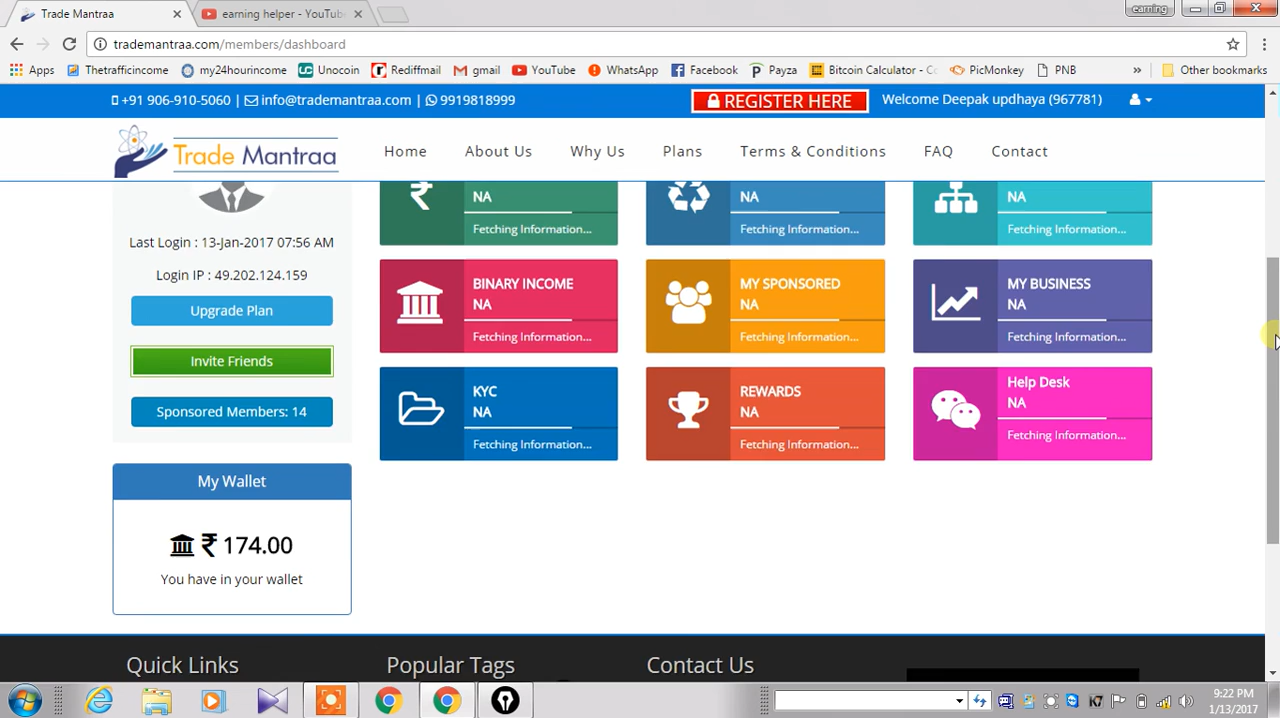 Trade Mantraa
earning helper - YouTub
earning
trademantraa.com/members/dashboard
Apps
Thetrafficincome
my24hourincome
Unocoin
Rediffmail
gmail
YouTube
WhatsApp
Facebook
Payza
Bitcoin Calculator - Co
PicMonkey
PNB
»
Other bookmarks
+91 906-910-5060 | info@trademantraa.com | 9919818999
REGISTER HERE
Welcome Deepak updhaya (967781)
Trade Mantraa
Home
About Us
Why Us
Plans
Terms & Conditions
FAQ
Contact
Last Login : 13-Jan-2017 07:56 AM
Login IP : 49.202.124.159
Upgrade Plan
Invite Friends
Sponsored Members: 14
My Wallet
₹ 174.00
You have in your wallet
₹
NA
Fetching Information...
NA
Fetching Information...
NA
Fetching Information...
BINARY INCOME
NA
Fetching Information...
MY SPONSORED
NA
Fetching Information...
MY BUSINESS
NA
Fetching Information...
KYC
NA
Fetching Information...
REWARDS
NA
Fetching Information...
Help Desk
NA
Fetching Information...
Quick Links
Popular Tags
Contact Us
9:22 PM
1/13/2017